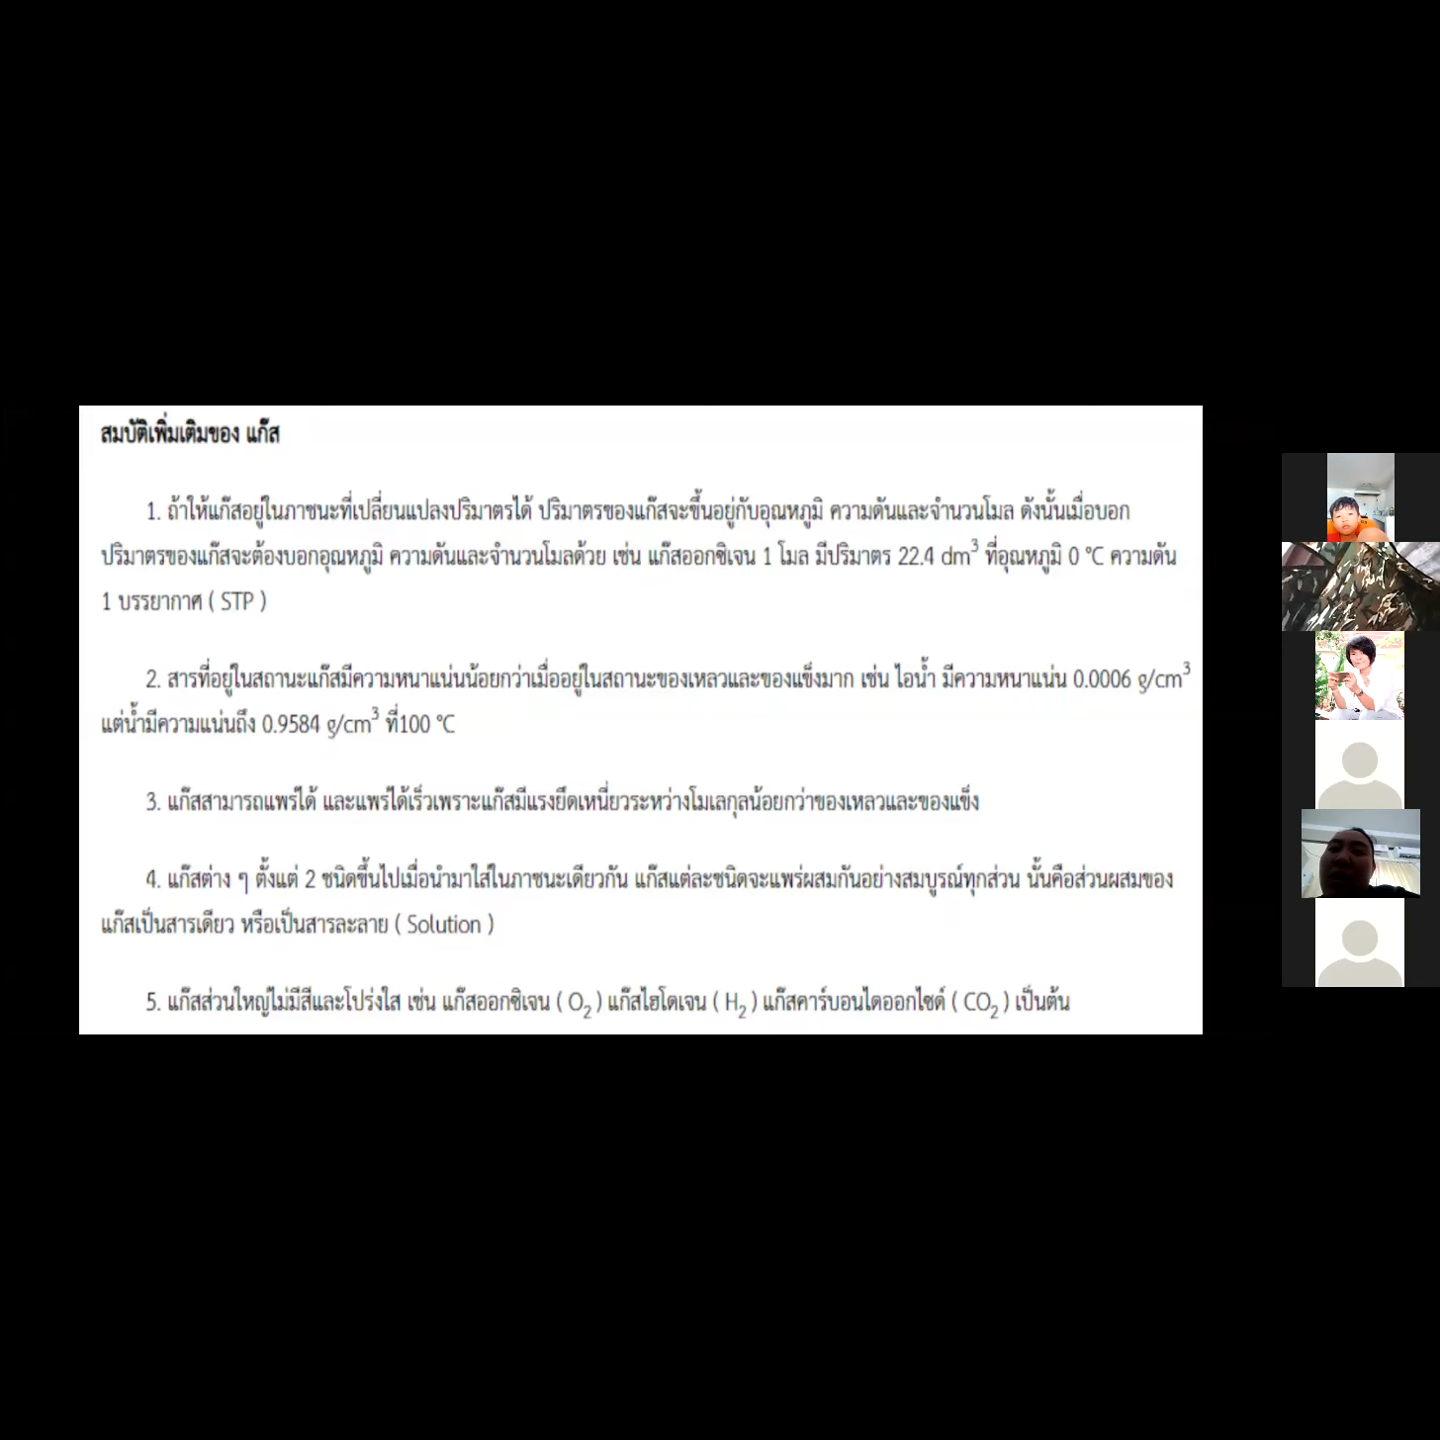 สมบัติเพิ่มเติมของ แก๊ส
1. ถ้าให้แก๊สอยู่ในภาชนะที่เปลี่ยนแปลงปริมาตรได้ ปริมาตรของแก๊สจะขึ้นอยู่กับอุณหภูมิ ความดันและจำนวนโมล ดังนั้นเมื่อบอก
ปริมาตรของแก๊สจะต้องบอกอุณหภูมิ ความดันและจำนวนโมลด้วย เช่น แก๊สออกซิเจน 1 โมล มีปริมาตร 22.4 dm³ ที่อุณหภูมิ 0 °C ความดัน
1 บรรยากาศ ( STP )
2. สารที่อยู่ในสถานะแก๊สมีความหนาแน่นน้อยกว่าเมื่ออยู่ในสถานะของเหลวและของแข็งมาก เช่น ไอน้ำ มีความหนาแน่น 0.0006 g/cm³
แต่น้ำมีความแน่นถึง 0.9584 g/cm³ ที่100 °C
3. แก๊สสามารถแพร่ได้ และแพร่ได้เร็วเพราะแก๊สมีแรงยึดเหนี่ยวระหว่างโมเลกุลน้อยกว่าของเหลวและของแข็ง
4. แก๊สต่าง ๆ ตั้งแต่ 2 ชนิดขึ้นไปเมื่อนำมาใส่ในภาชนะเดียวกัน แก๊สแต่ละชนิดจะแพร่ผสมกันอย่างสมบูรณ์ทุกส่วน นั้นคือส่วนผสมของ
แก๊สเป็นสารเดียว หรือเป็นสารละลาย ( Solution )
5. แก๊สส่วนใหญ่ไม่มีสีและโปร่งใส เช่น แก๊สออกซิเจน ( O₂ ) แก๊สไฮโดเจน ( H₂ ) แก๊สคาร์บอนไดออกไซด์ ( CO₂ ) เป็นต้น